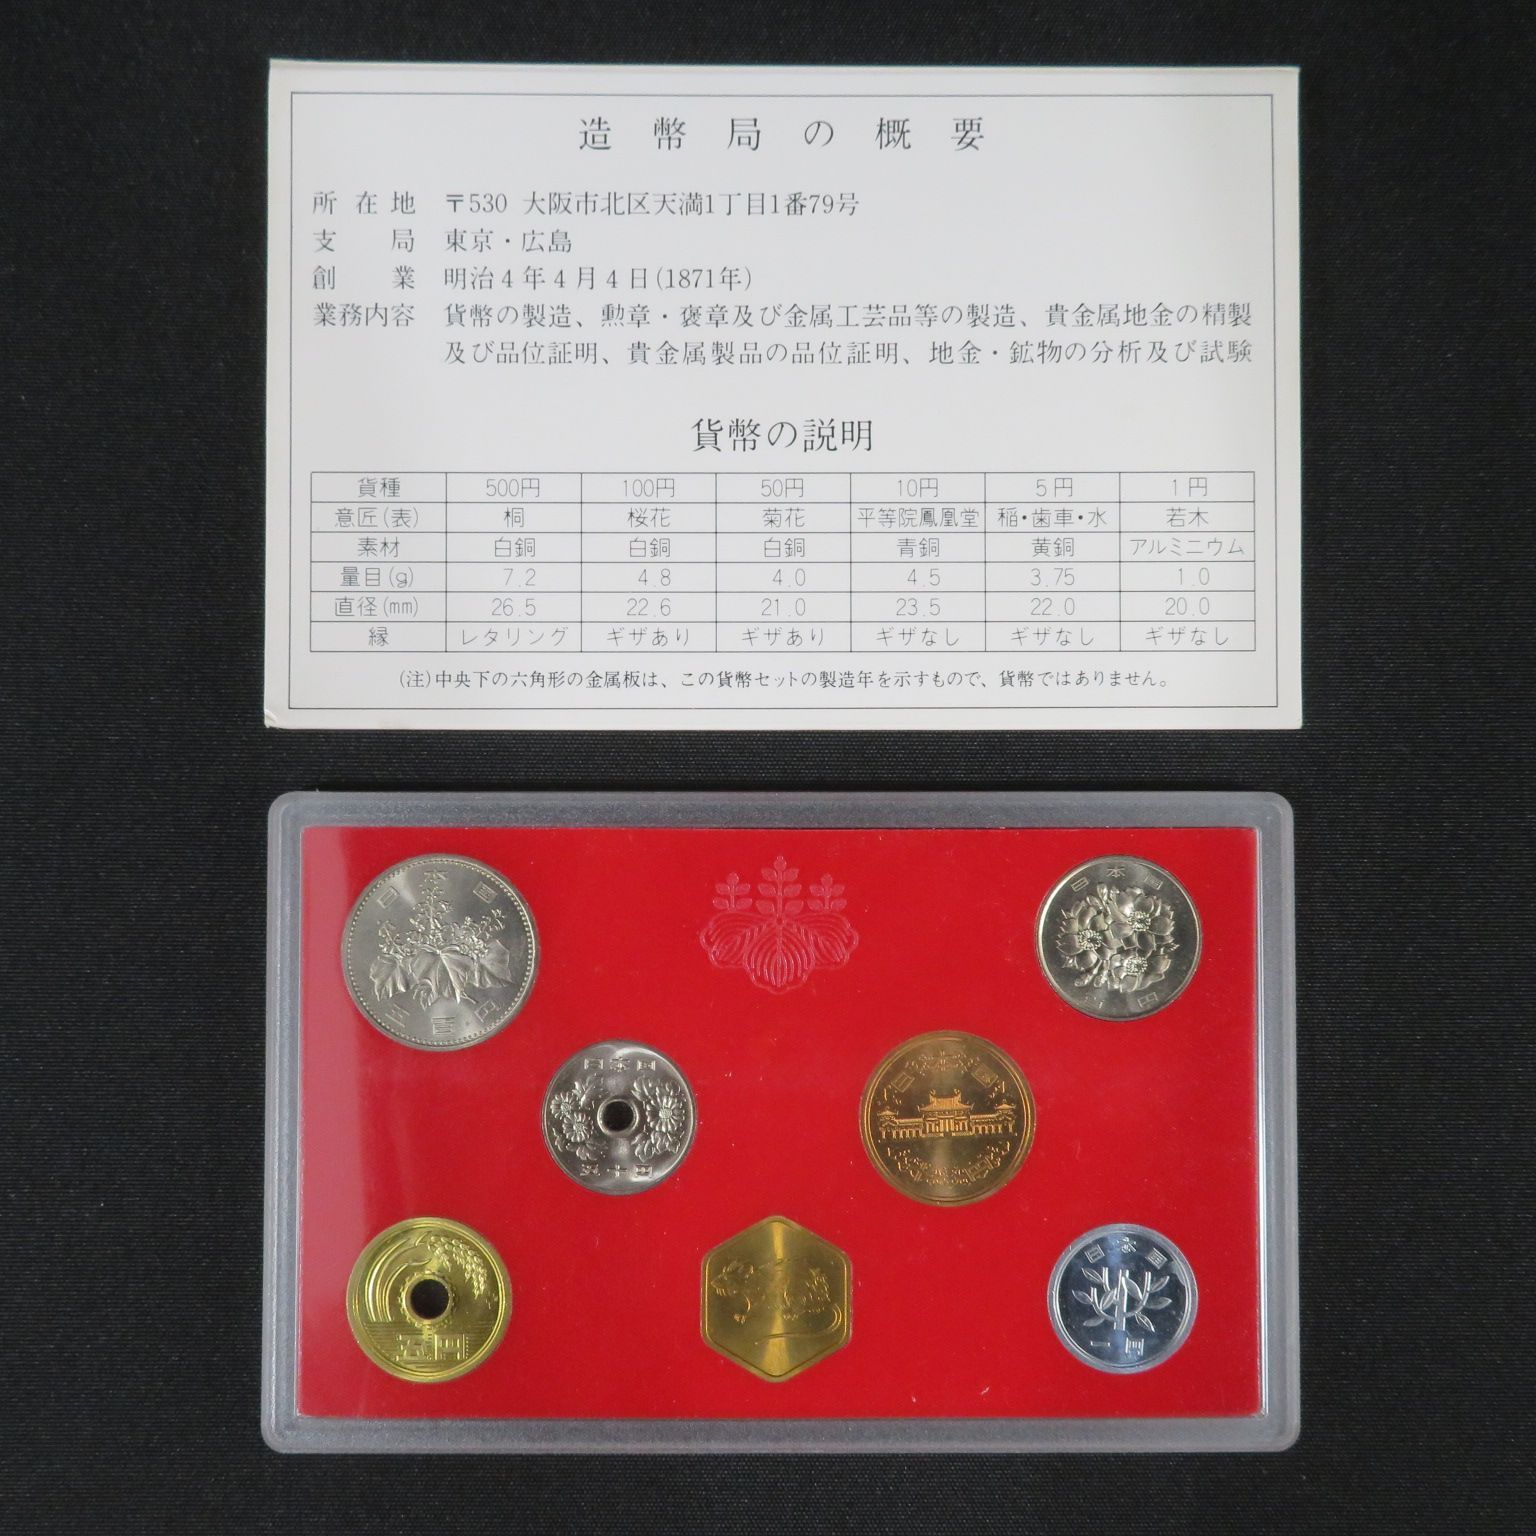 造幣局の概要
所在地 〒530 大阪市北区天満1丁目1番79号
支局 東京・広島
創業 明治4年4月4日(1871年)
業務内容 貨幣の製造、勲章・褒章及び金属工芸品等の製造、貴金属地金の精製
及び品位証明、貴金属製品の品位証明、地金・鉱物の分析及び試験
貨幣の説明
貨種 500円 100円 50円 10円 5円 1円
意匠(表) 桐 桜花 菊花 平等院鳳凰堂 稲・歯車・水 若木
素材 白銅 白銅 白銅 青銅 黄銅 アルミニウム
量目(g) 7.2 4.8 4.0 4.5 3.75 1.0
直径(mm) 26.5 22.6 21.0 23.5 22.0 20.0
縁 レタリング ギザあり ギザあり ギザなし ギザなし ギザなし
(注)中央下の六角形の金属板は、この貨幣セットの製造年を示すもので、貨幣ではありません。
日本国
五百円
日本国
百円
日本国
五十円
日本国
五円
日本国
一円